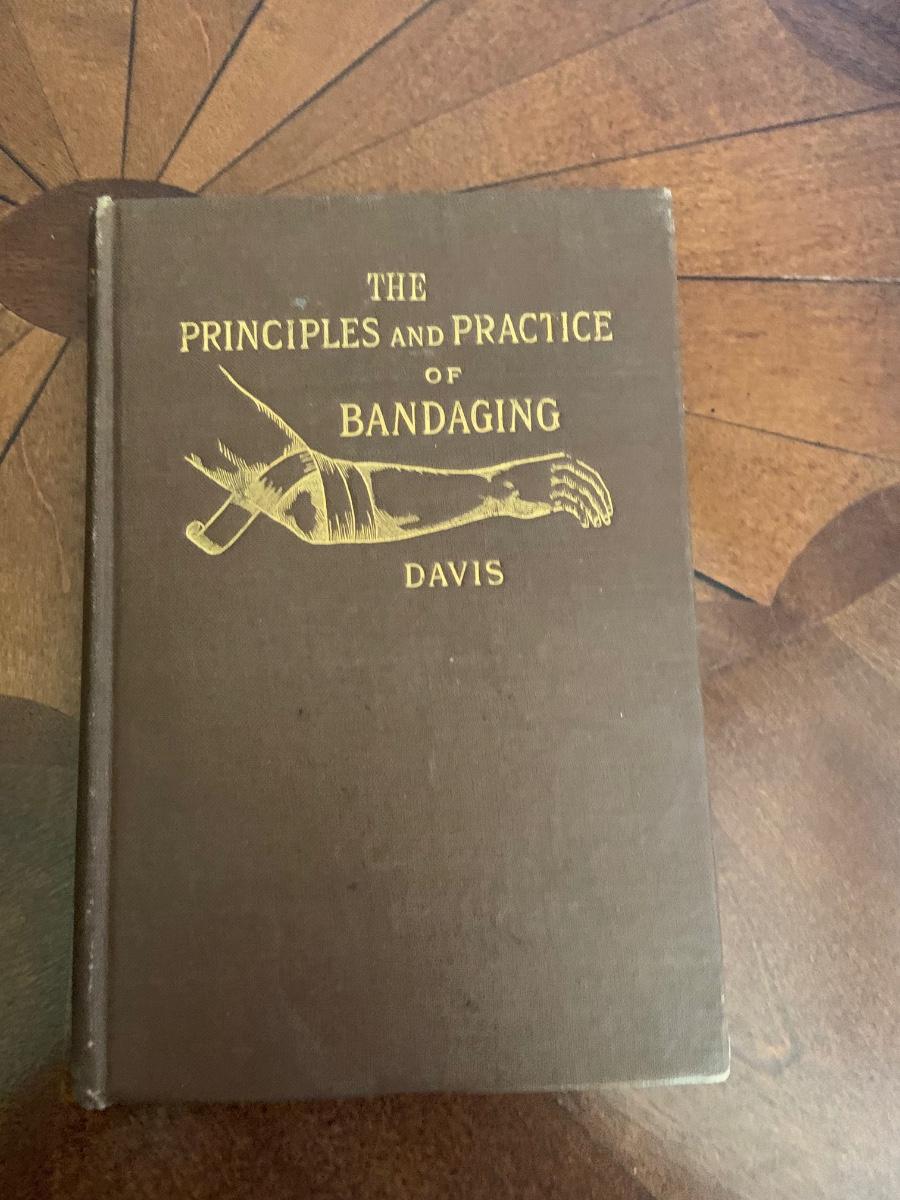 THE
PRINCIPLES AND PRACTICE
OF
BANDAGING
DAVIS